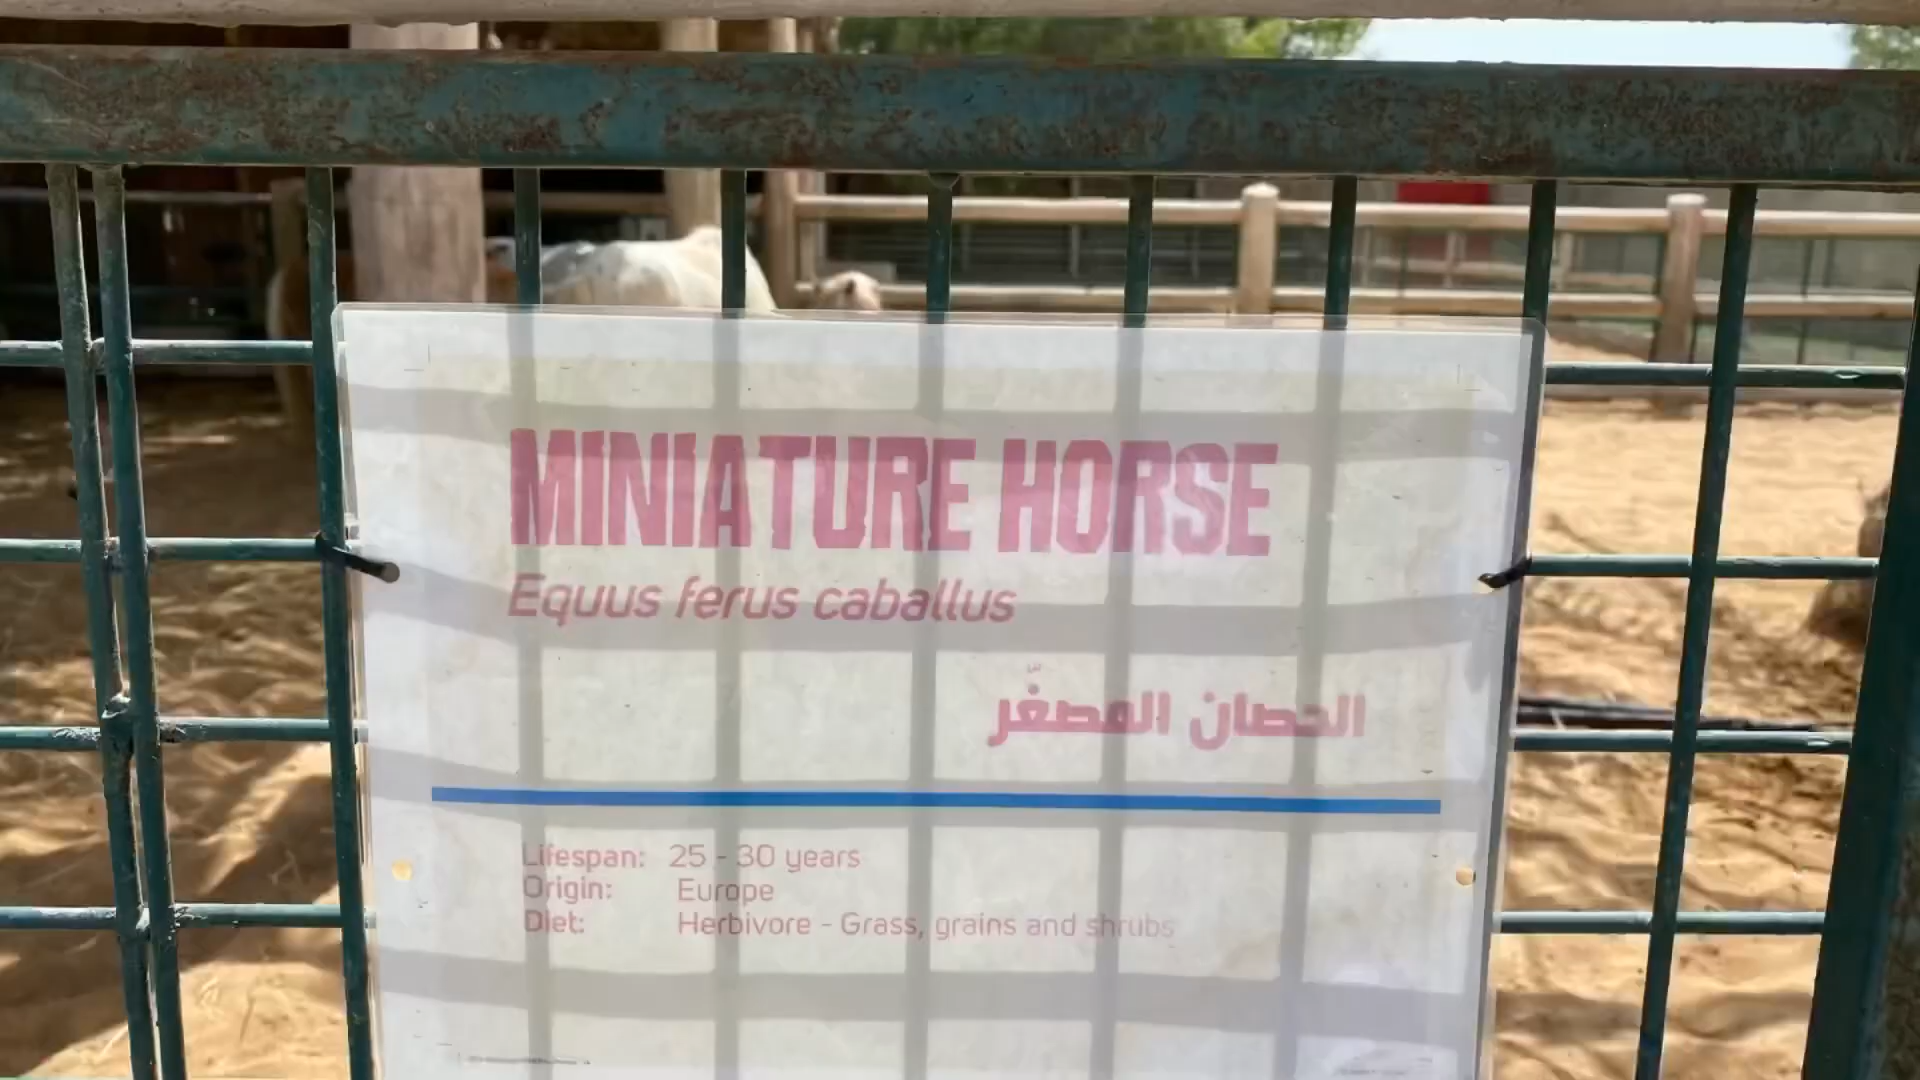 MINIATURE HORSE
Equus ferus caballus
الحصان المصغّر
Lifespan: 25 - 30 years
Origin: Europe
Diet: Herbivore - Grass, grains and shrubs